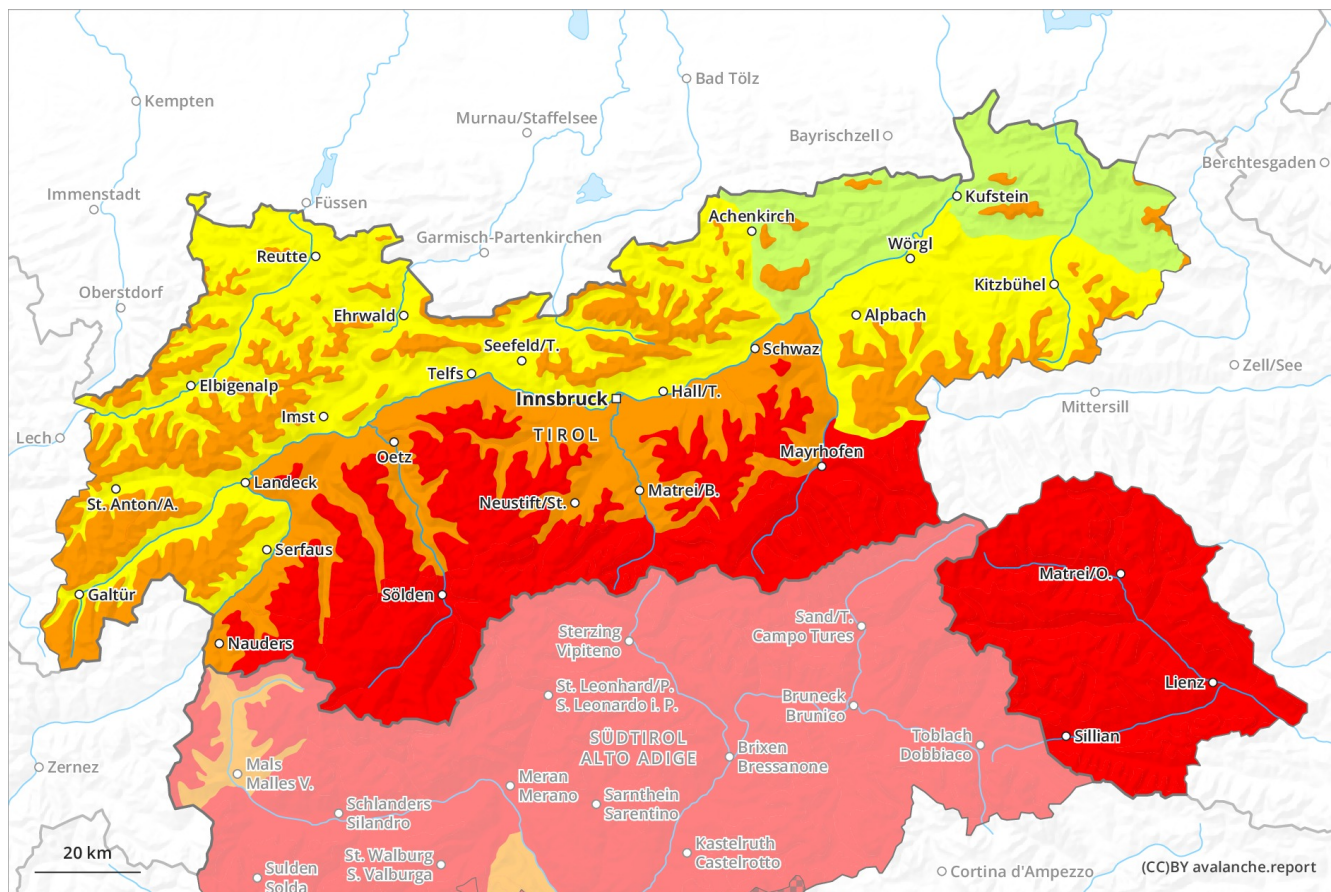 Bad Tölz
Kempten
Murnau/Staffelsee
Bayrischzell
Berchtesgaden
Immenstadt
Füssen
Kufstein
Achenkirch
Garmisch-Partenkirchen
Wörgl
Reutte
Kitzbühel
Oberstdorf
Ehrwald
Alpbach
Seefeld/T.
Schwaz
Zell/See
Telfs
Elbigenalp
Hall/T.
Innsbruck
Mittersill
Imst
TIROL
Lech
Oetz
Mayrhofen
Landeck
St. Anton/A.
Matrei/B.
Neustift/St.
Serfaus
Matrei/O.
Galtür
Sölden
Sand/T.
Campo Tures
Sterzing
Vipiteno
Nauders
Lienz
St. Leonhard/P.
S. Leonardo i. P.
Bruneck
Brunico
SÜDTIROL
ALTO ADIGE
Toblach
Dobbiaco
Sillian
Brixen
Bressanone
Zernez
Mals
Malles V.
Meran
Merano
Sarnthein
Sarentino
Schlanders
Silandro
Kastelruth
Castelrotto
20 km
St. Walburg
S. Valburga
Sulden
Solda
Cortina d'Ampezzo
(CC)BY avalanche.report